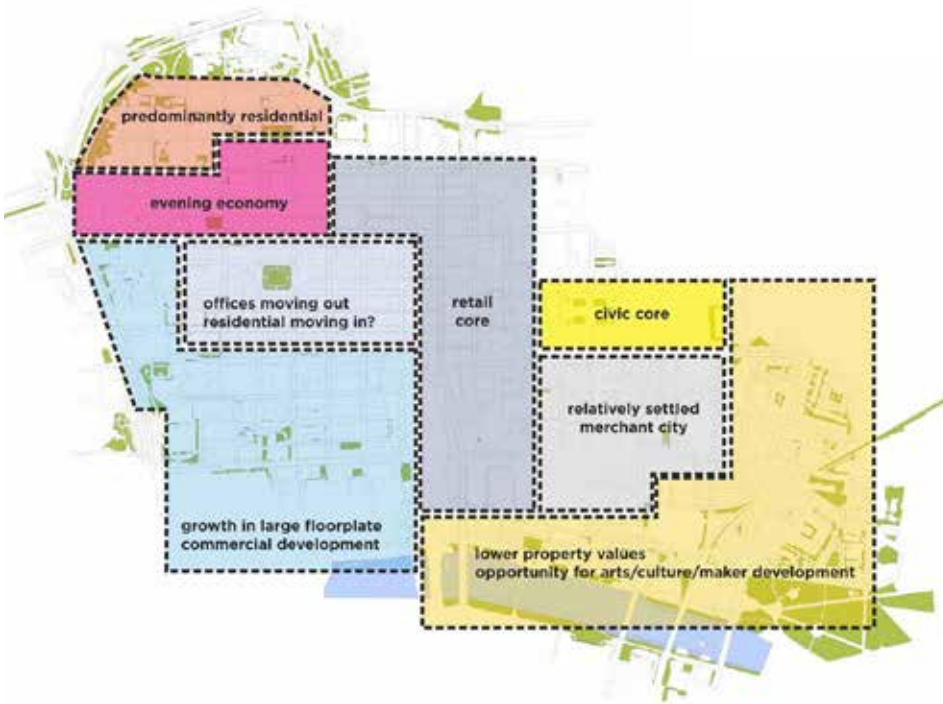 predominantly residential
evening economy
offices moving out
residential moving in?
retail
core
civic core
relatively settled
merchant city
growth in large floorplate
commercial development
lower property values
opportunity for arts/culture/maker development